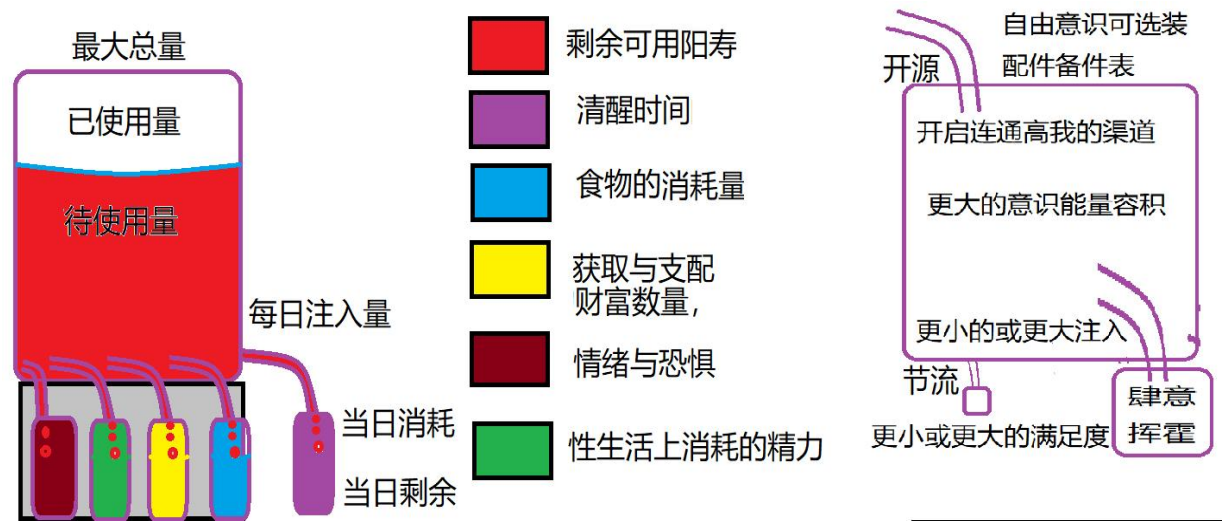 最大总量
已使用量
待使用量
每日注入量
当日消耗
当日剩余
剩余可用阳寿
清醒时间
食物的消耗量
获取与支配
财富数量，
情绪与恐惧
性生活上消耗的精力
自由意识可选装
配件备件表
开源
开启连通高我的渠道
更大的意识能量容积
更小的或更大注入
节流
更小或更大的满足度
肆意
挥霍